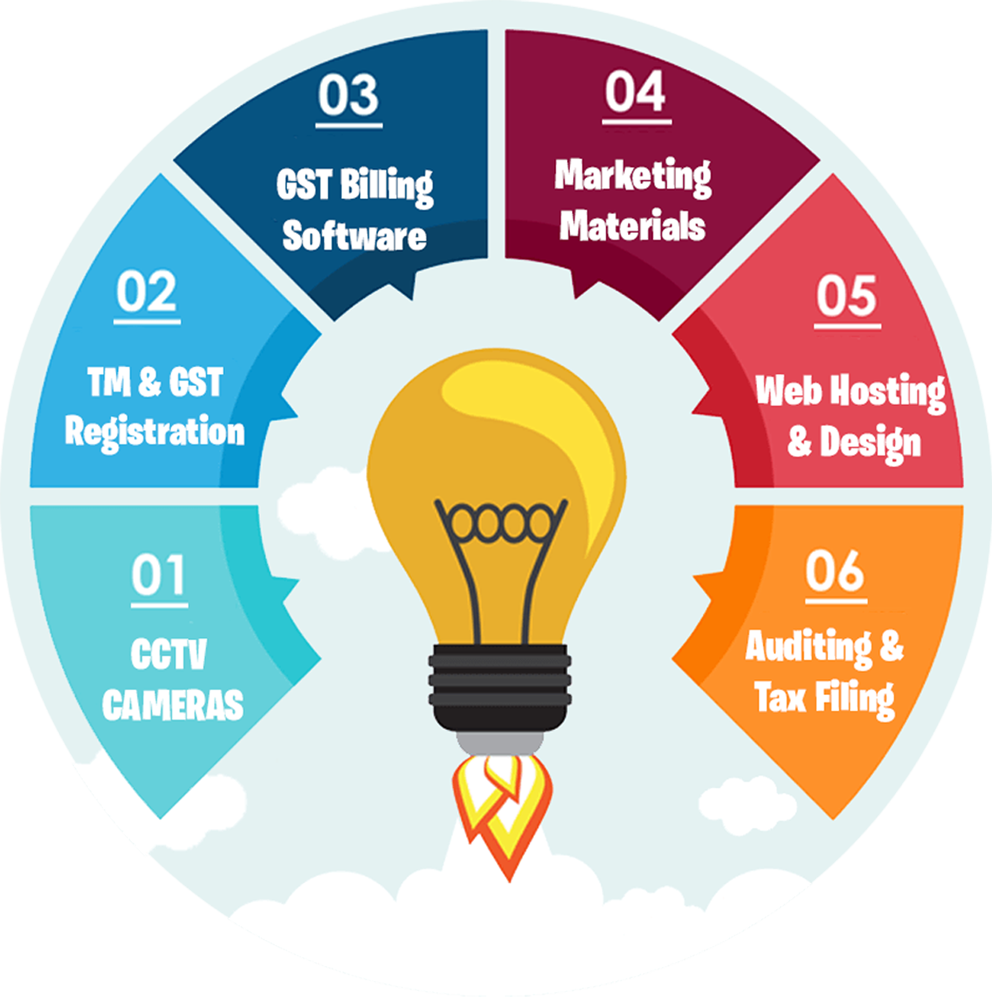 01
CCTV
CAMERAS
02
TM & GST
Registration
03
GST Billing
Software
04
Marketing
Materials
05
Web Hosting
& Design
06
Auditing &
Tax Filing